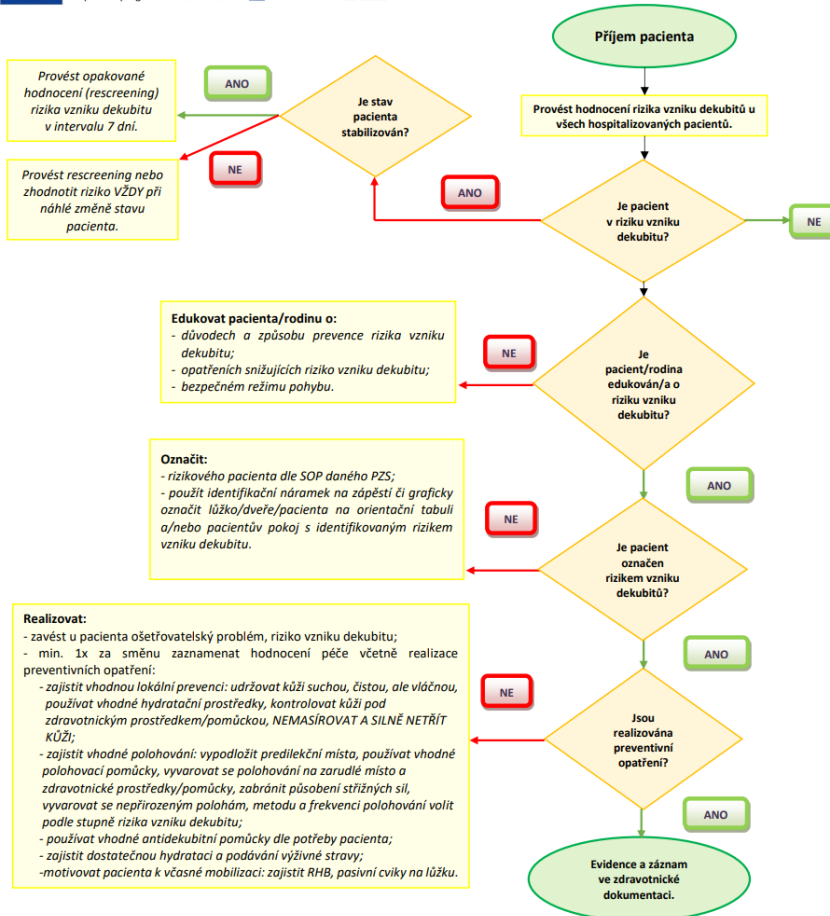 Příjem pacienta
Provést hodnocení rizika vzniku dekubitů u
všech hospitalizovaných pacientů.
Je pacient
v riziku vzniku
dekubitu?
NE
ANO
Je stav
pacienta
stabilizován?
ANO
Provést opakované
hodnocení (rescreening)
rizika vzniku dekubitu
v intervalu 7 dní.
NE
Provést rescreening nebo
zhodnotit riziko VŽDY při
náhlé změně stavu
pacienta.
Je
pacient/rodina
edukován/a o
riziku vzniku
dekubitu?
NE
Edukovat pacienta/rodinu o:
- důvodech a způsobu prevence rizika vzniku
dekubitu;
- opatřeních snižujících riziko vzniku dekubitu;
- bezpečném režimu pohybu.
ANO
Je pacient
označen
rizikem vzniku
dekubitů?
NE
Označit:
- rizikového pacienta dle SOP daného PZS;
- použít identifikační náramek na zápěstí či graficky
označit lůžko/dveře/pacienta na orientační tabuli
a/nebo pacientův pokoj s identifikovaným rizikem
vzniku dekubitu.
ANO
Jsou
realizována
preventivní
opatření?
NE
Realizovat:
- zavést u pacienta ošetřovatelský problém, riziko vzniku dekubitu;
- min. 1x za směnu zaznamenat hodnocení péče včetně realizace
preventivních opatření:
- zajistit vhodnou lokální prevenci: udržovat kůži suchou, čistou, ale vláčnou,
používat vhodné hydratační prostředky, kontrolovat kůži pod
zdravotnickým prostředkem/pomůckou, NEMASÍROVAT A SILNĚ NETŘÍT
KŮŽI;
- zajistit vhodné polohování: vypodložit predilekční místa, používat vhodné
polohovací pomůcky, vyvarovat se polohování na zarudlé místo a
zdravotnické prostředky/pomůcky, zabránit působení střižných sil,
vyvarovat se nepřirozeným polohám, metodu a frekvenci polohování volit
podle stupně rizika vzniku dekubitu;
- používat vhodné antidekubitní pomůcky dle potřeby pacienta;
- zajistit dostatečnou hydrataci a podávání výživné stravy;
-motivovat pacienta k včasné mobilizaci: zajistit RHB, pasivní cviky na lůžku.
ANO
Evidence a záznam
ve zdravotnické
dokumentaci.